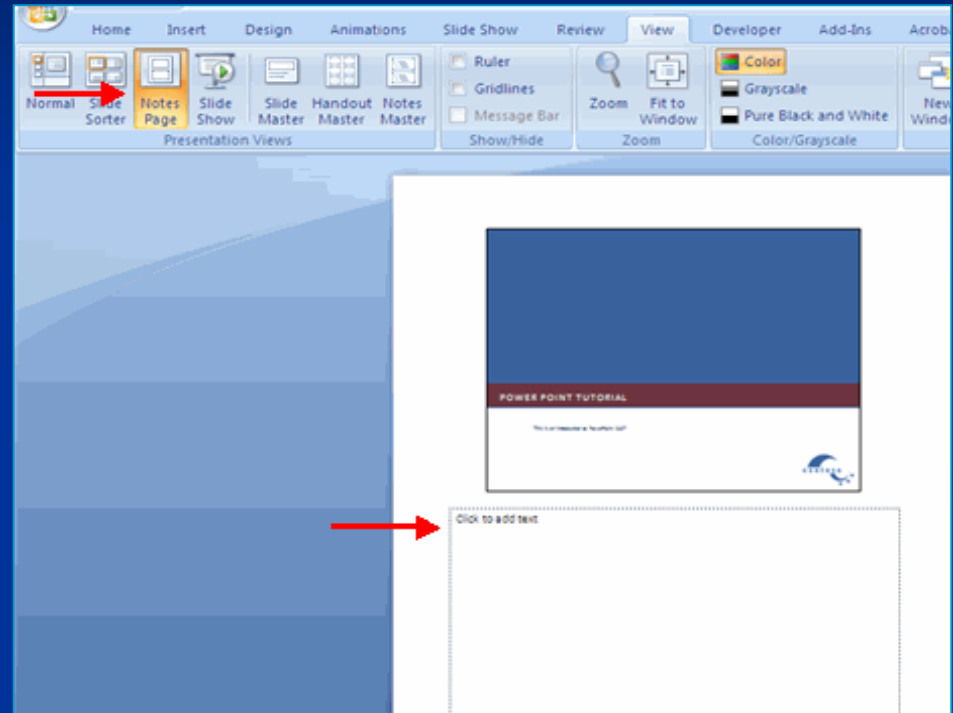 Home Insert Design Animations Slide Show Review View Developer Add-Ins
Ruler
Gridlines
Message Bar
Color
Grayscale
Pure Black and White
Normal
Slide
Sorter
Notes
Page
Slide
Show
Slide
Master
Handout
Master
Notes
Master
Zoom
Fit to
Window
New
Presentation Views Show/Hide Zoom Color/Grayscale
POWER POINT TUTORIAL
Click to add text